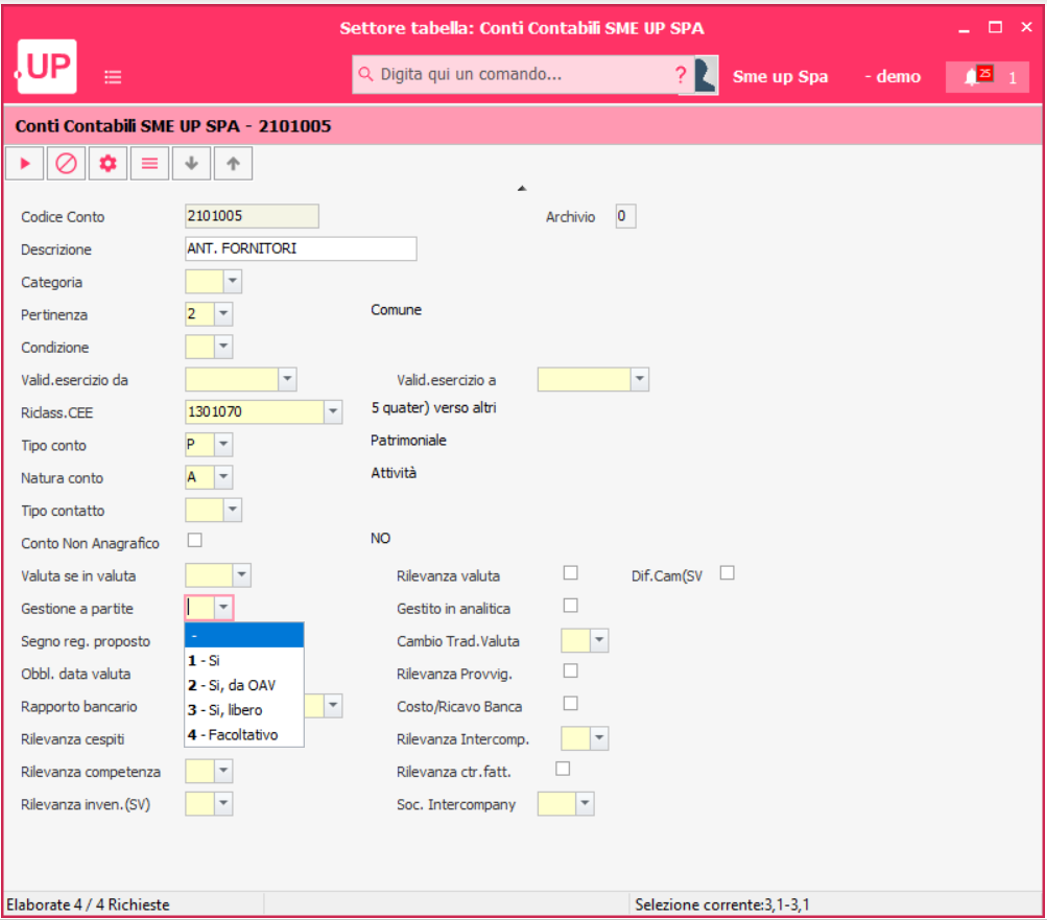 Settore tabella: Conti Contabili SME UP SPA
.UP
Digita qui un comando... ?
Sme up Spa - demo 25 1
Conti Contabili SME UP SPA - 2101005
Codice Conto 2101005 Archivio 0
Descrizione ANT. FORNITORI
Categoria
Pertinenza 2 Comune
Condizione
Valid.esercizio da Valid.esercizio a
Riclass.CEE 1301070 5 quater) verso altri
Tipo conto P Patrimoniale
Natura conto A Attività
Tipo contatto
Conto Non Anagrafico NO
Valuta se in valuta Rilevanza valuta Dif.Cam(SV
Gestione a partite Gestito in analitica
Segno reg. proposto - Cambio Trad.Valuta
1 - Si
Obbl. data valuta 2 - Si, da OAV Rilevanza Provvig.
Rapporto bancario 3 - Si, libero Costo/Ricavo Banca
Rilevanza cespiti 4 - Facoltativo Rilevanza Intercomp.
Rilevanza competenza Rilevanza ctr.fatt.
Rilevanza inven.(SV) Soc. Intercompany
Elaborate 4 / 4 Richieste Selezione corrente:3,1-3,1